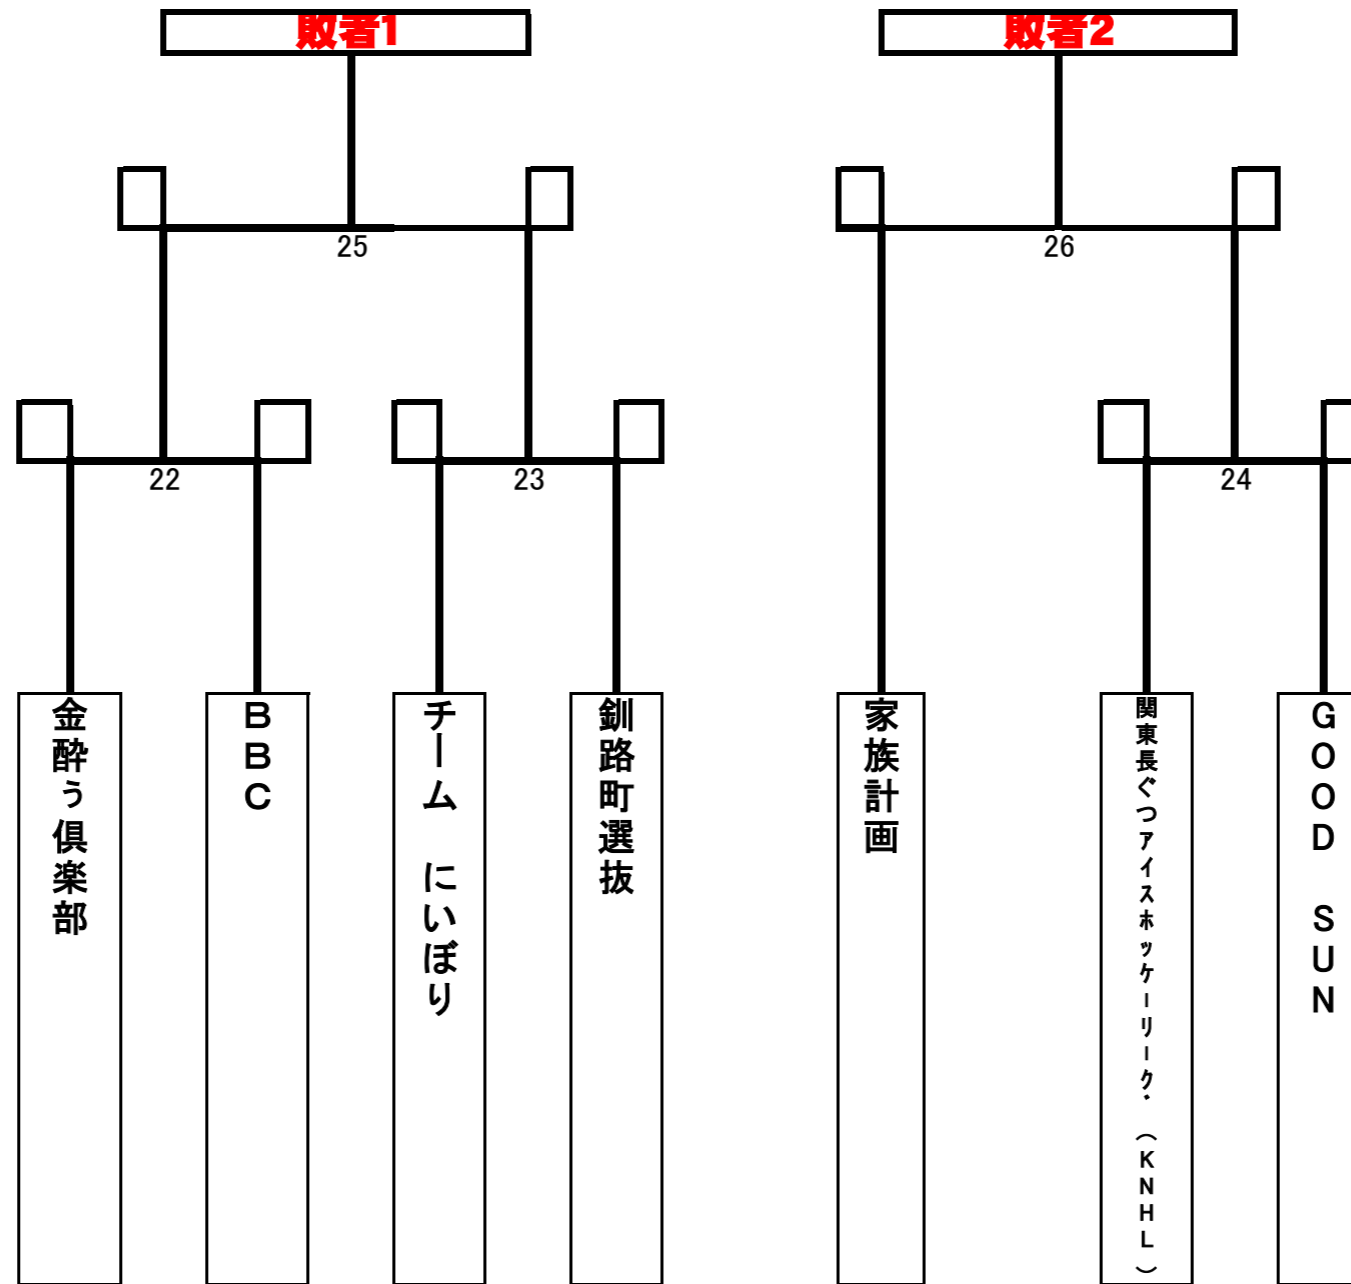 敗者1
敗者2
25
26
22
23
24
金酔う倶楽部
ＢＢＣ
チーム　にいぼり
釧路町選抜
家族計画
関東長ぐつｱｲｽﾎｯｹｰﾘｰｸﾞ（ＫＮＨＬ）
ＧＯＯＤ　ＳＵＮ